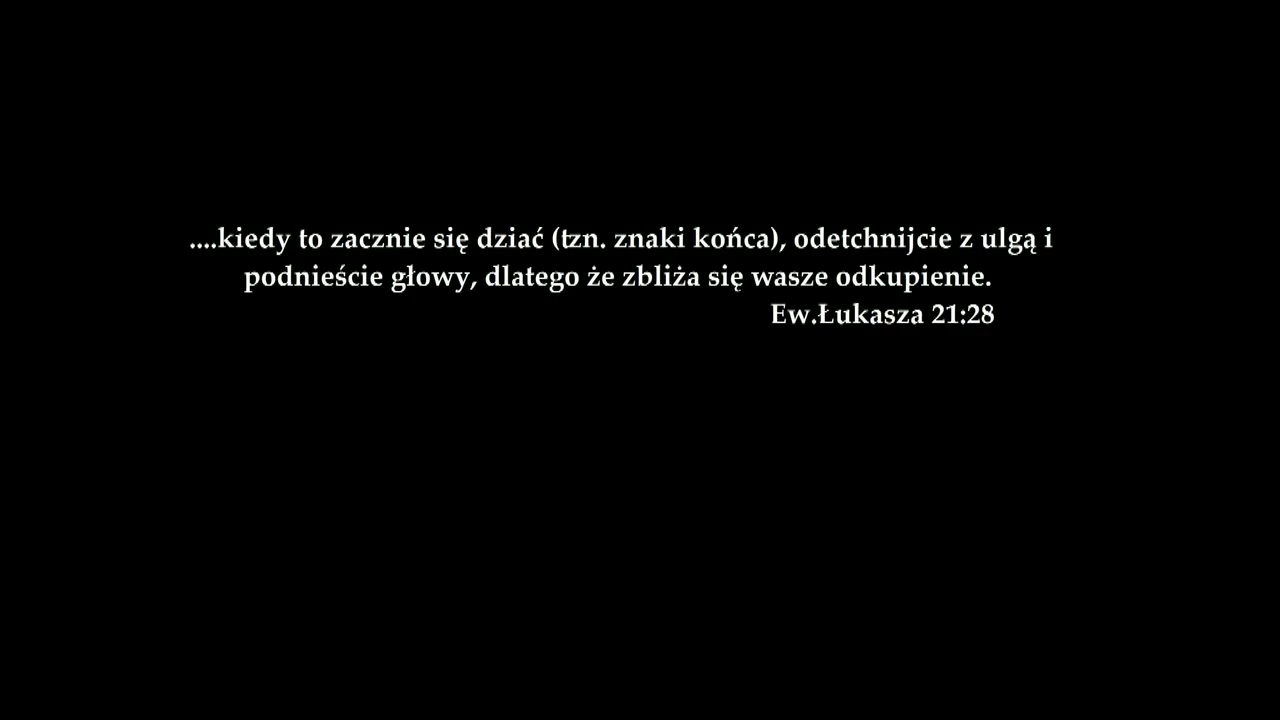 ....kiedy to zacznie się dziać (tzn. znaki końca), odetchnijcie z ulgą i
podnieście głowy, dlatego że zbliża się wasze odkupienie.
Ew.Łukasza 21:28